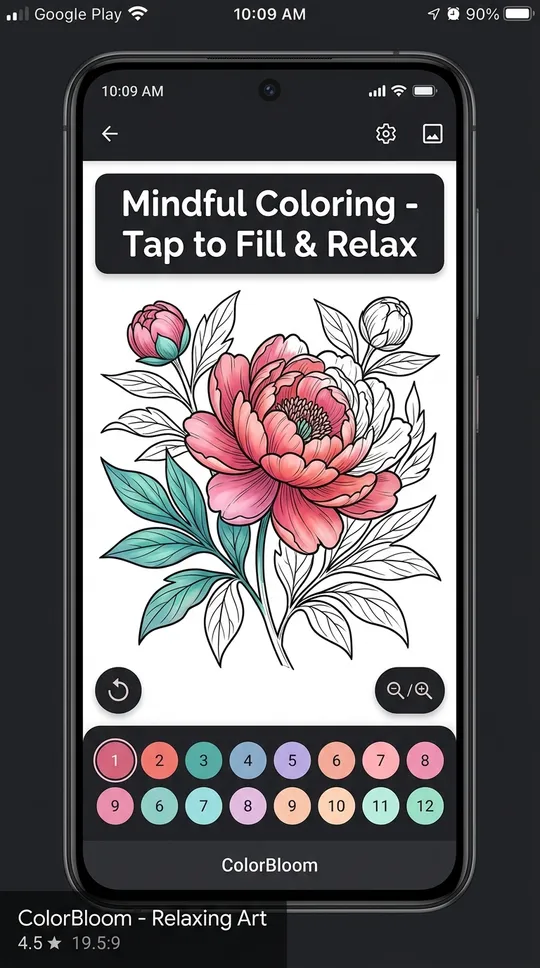 Google Play 10:09 AM 90%
10:09 AM
Mindful Coloring -
Tap to Fill & Relax
/
1 2 3 4 5 6 7 8
9 6 7 8 9 10 11 12
ColorBloom
ColorBloom - Relaxing Art
4.5 ★ 19.5:9